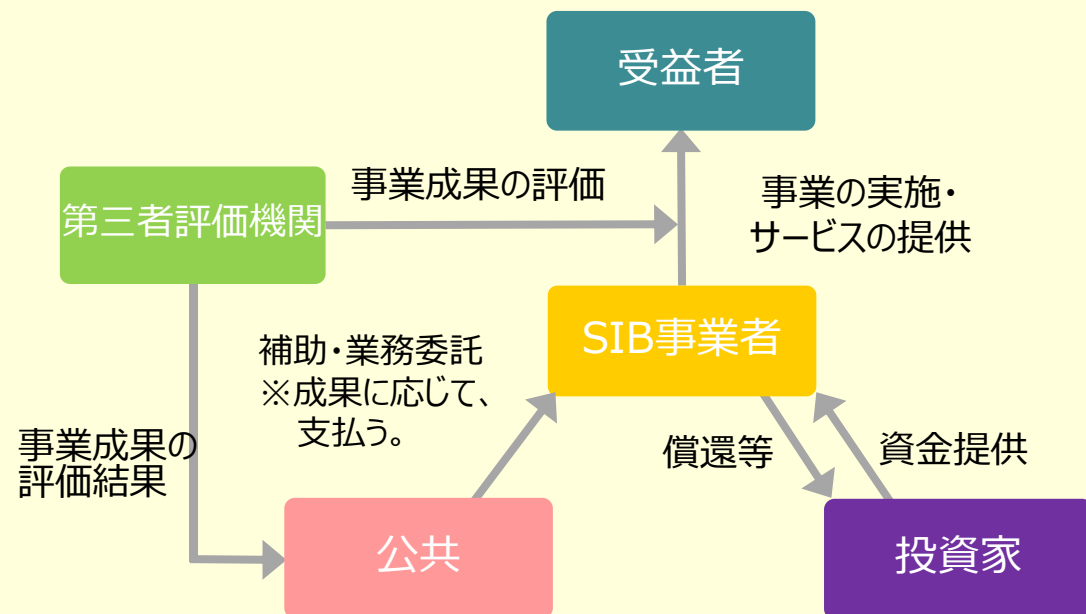 受益者
事業成果の評価
事業の実施・
サービスの提供
第三者評価機関
SIB事業者
補助・業務委託
※成果に応じて、
支払う。
事業成果の
評価結果
償還等
資金提供
公共
投資家